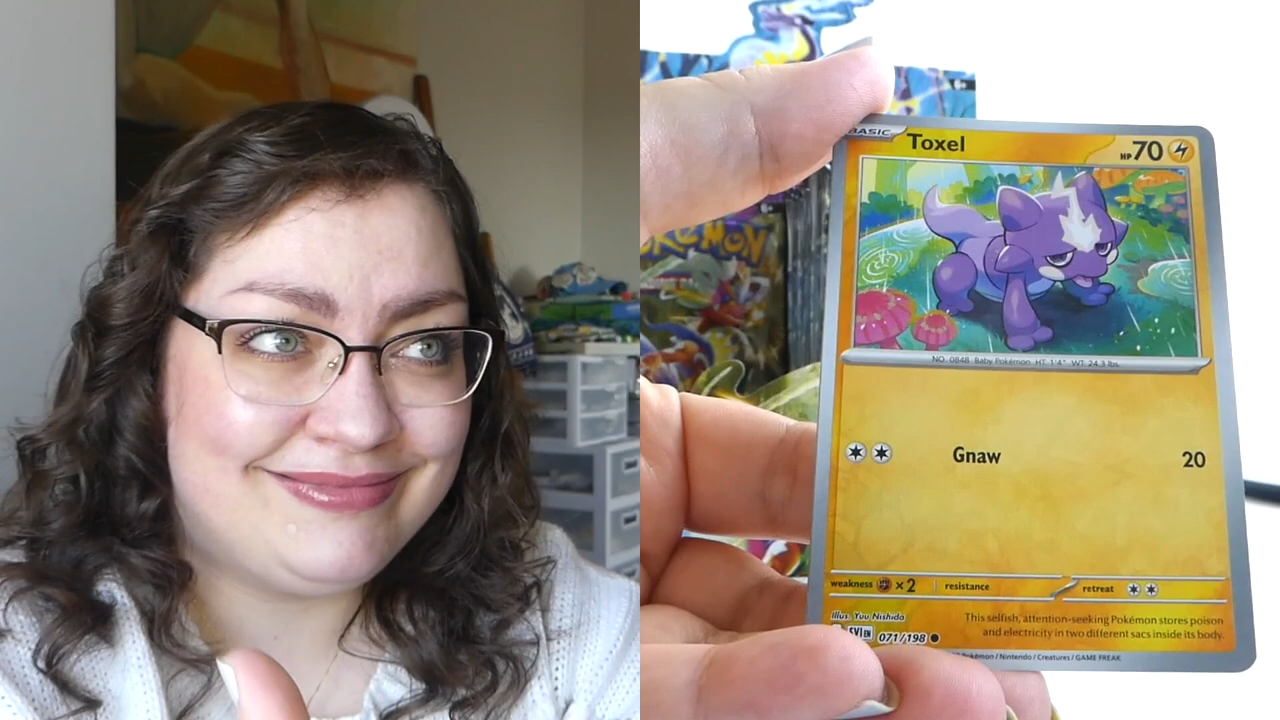 BASIC Toxel HP 70
POKEMON
NO. 0848 Baby Pokémon HT: 1'4" WT: 24.3 lbs.
Gnaw 20
weakness ×2 resistance retreat
Illus. Yuu Nishida
This selfish, attention-seeking Pokémon stores poison
and electricity in two different sacs inside its body.
SVI EN 071/198
Pokémon / Nintendo / Creatures / GAME FREAK